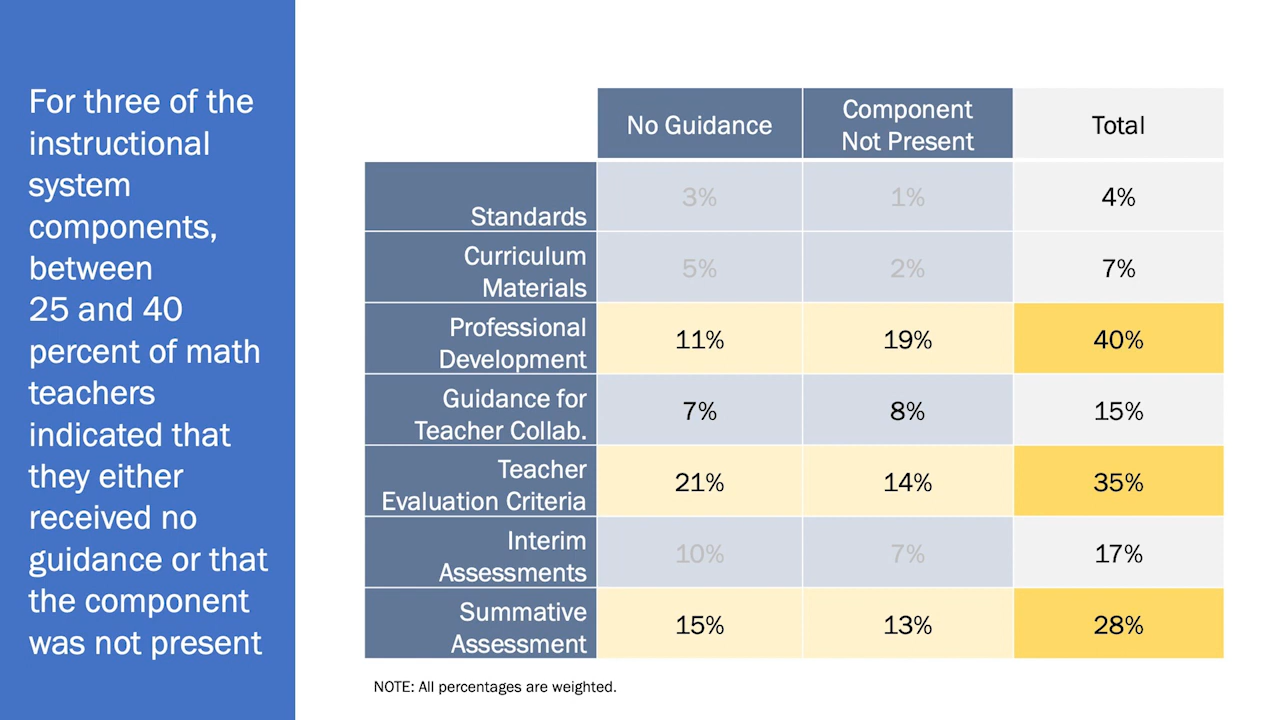 For three of the
instructional
system
components,
between
25 and 40
percent of math
teachers
indicated that
they either
received no
guidance or that
the component
was not present
No Guidance
Component
Not Present
Total
Standards
3%
1%
4%
Curriculum
Materials
5%
2%
7%
Professional
Development
11%
19%
40%
Guidance for
Teacher Collab.
7%
8%
15%
Teacher
Evaluation Criteria
21%
14%
35%
Interim
Assessments
10%
7%
17%
Summative
Assessment
15%
13%
28%
NOTE: All percentages are weighted.